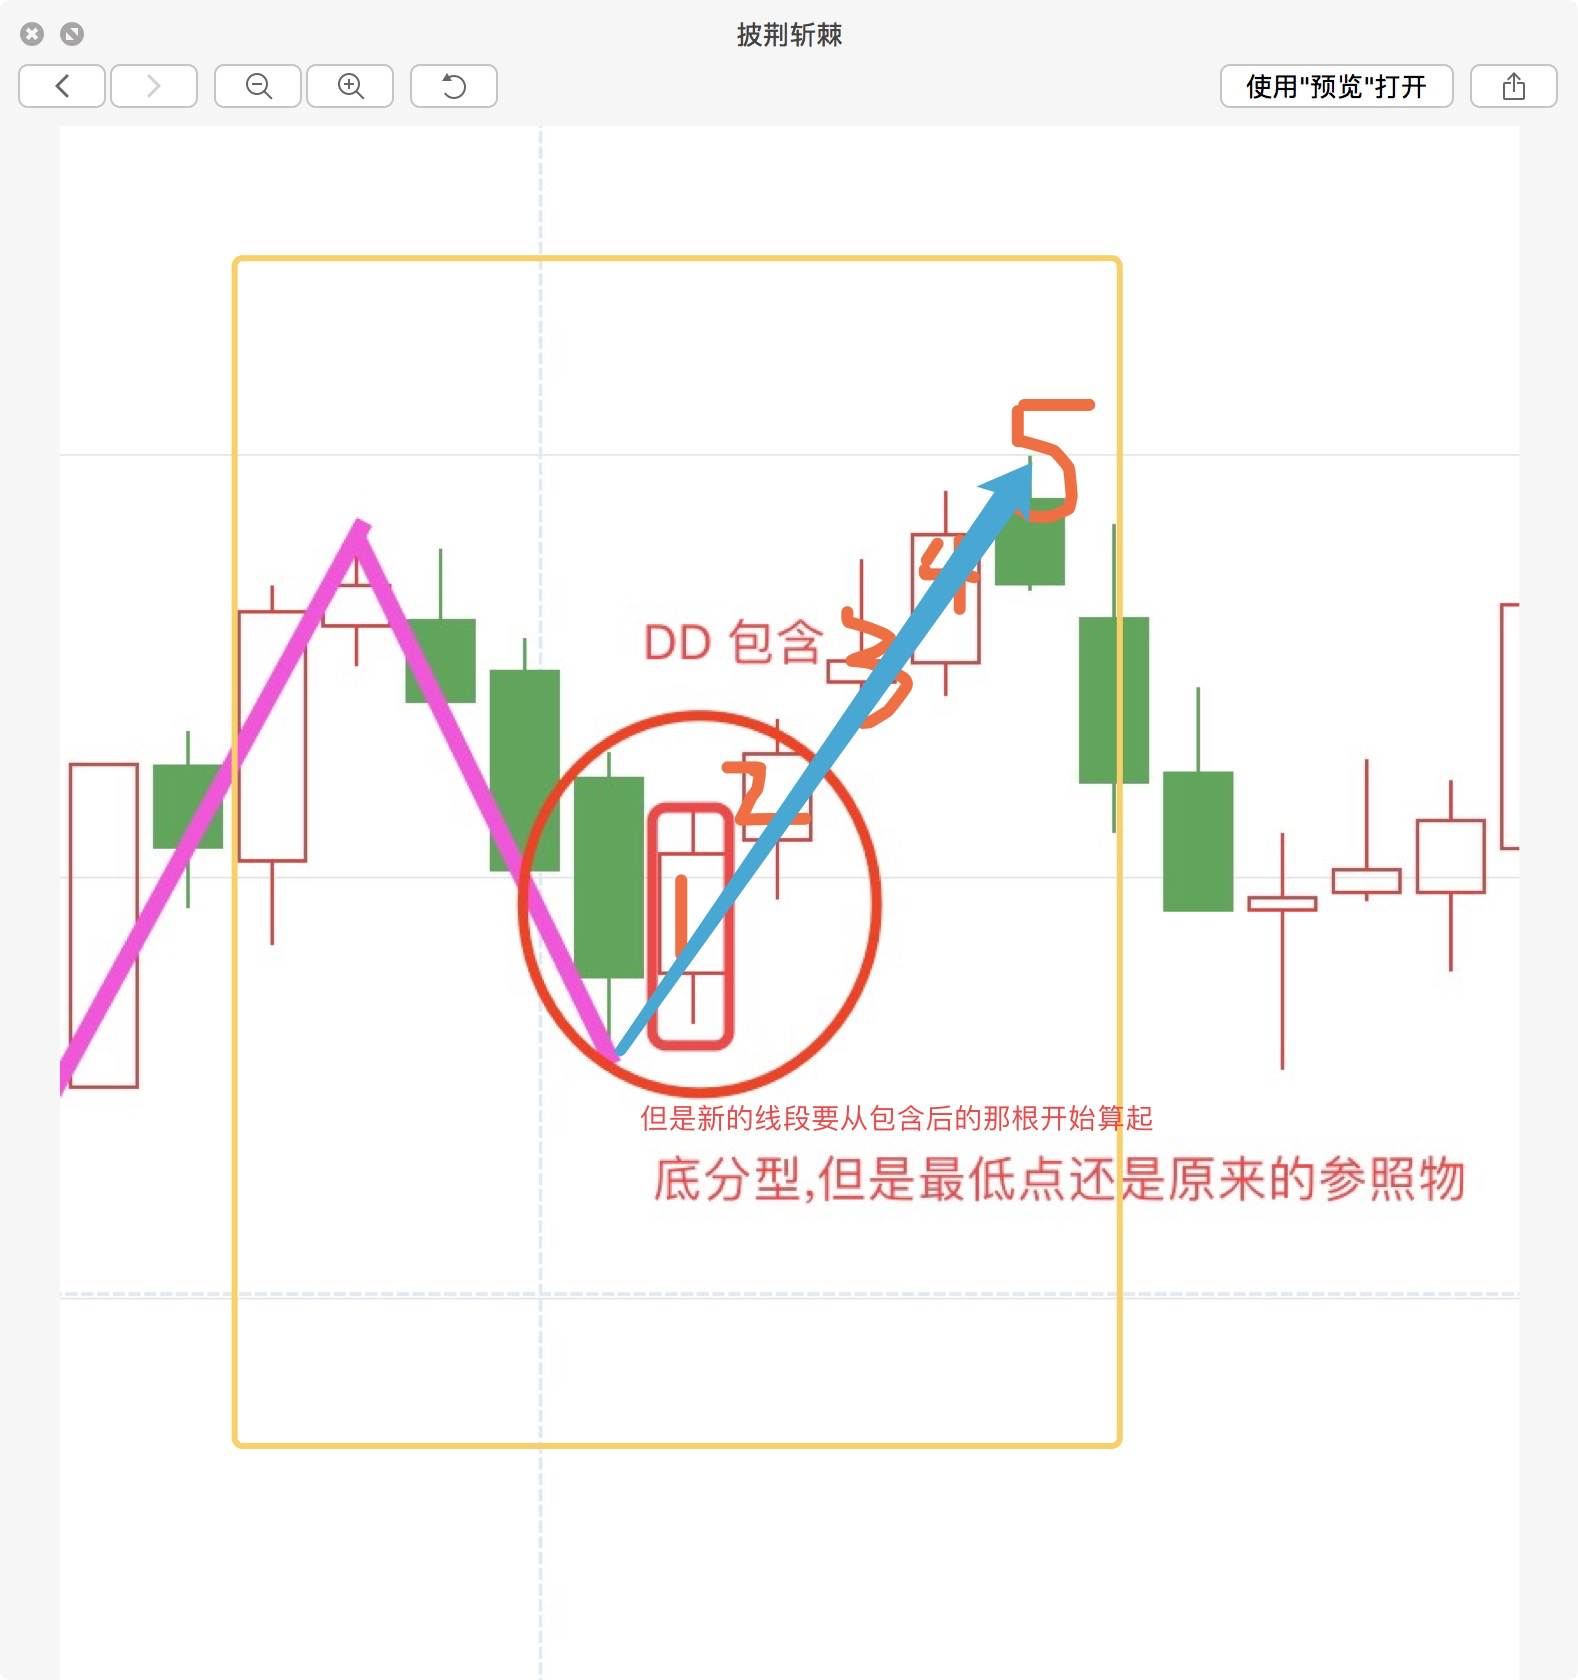 披荆斩棘
使用"预览"打开
5
4
3
DD 包含
2
1
但是新的线段要从包含后的那根开始算起
底分型,但是最低点还是原来的参照物